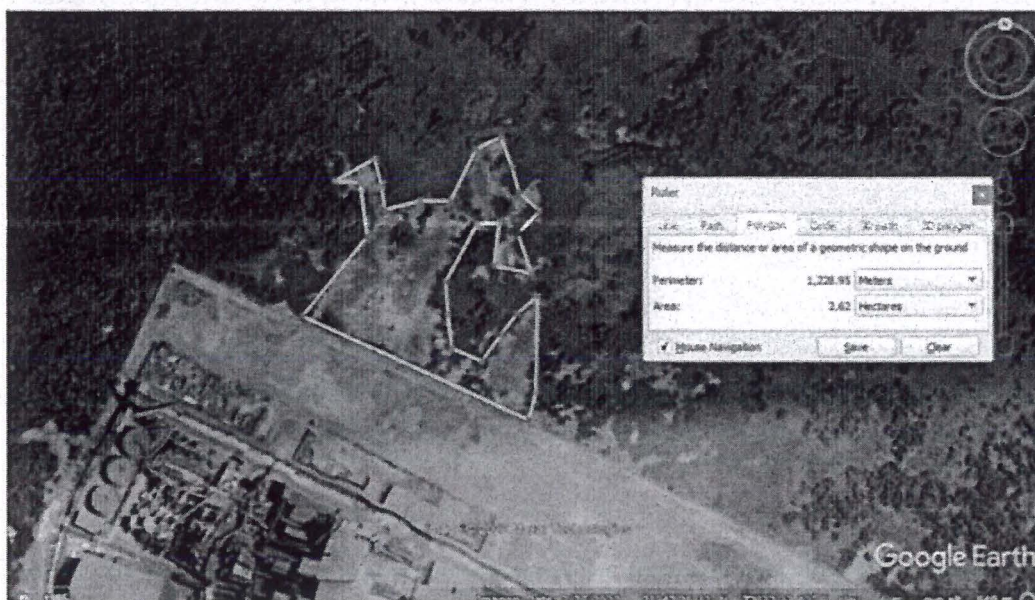 N
Ruler
Line Path Polygon Circle 3D path 3D polygon
Measure the distance or area of a geometric shape on the ground
Perimeter: 1,228.95 Meters
Area: 2.62 Hectares
Mouse Navigation Save Clear
Google Earth